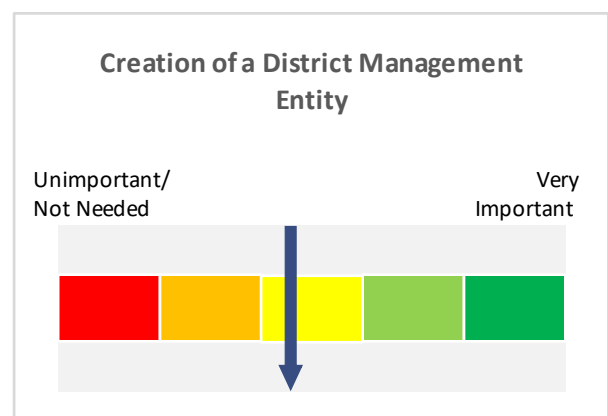 Creation of a District Management
Entity
Unimportant/
Not Needed
Very
Important